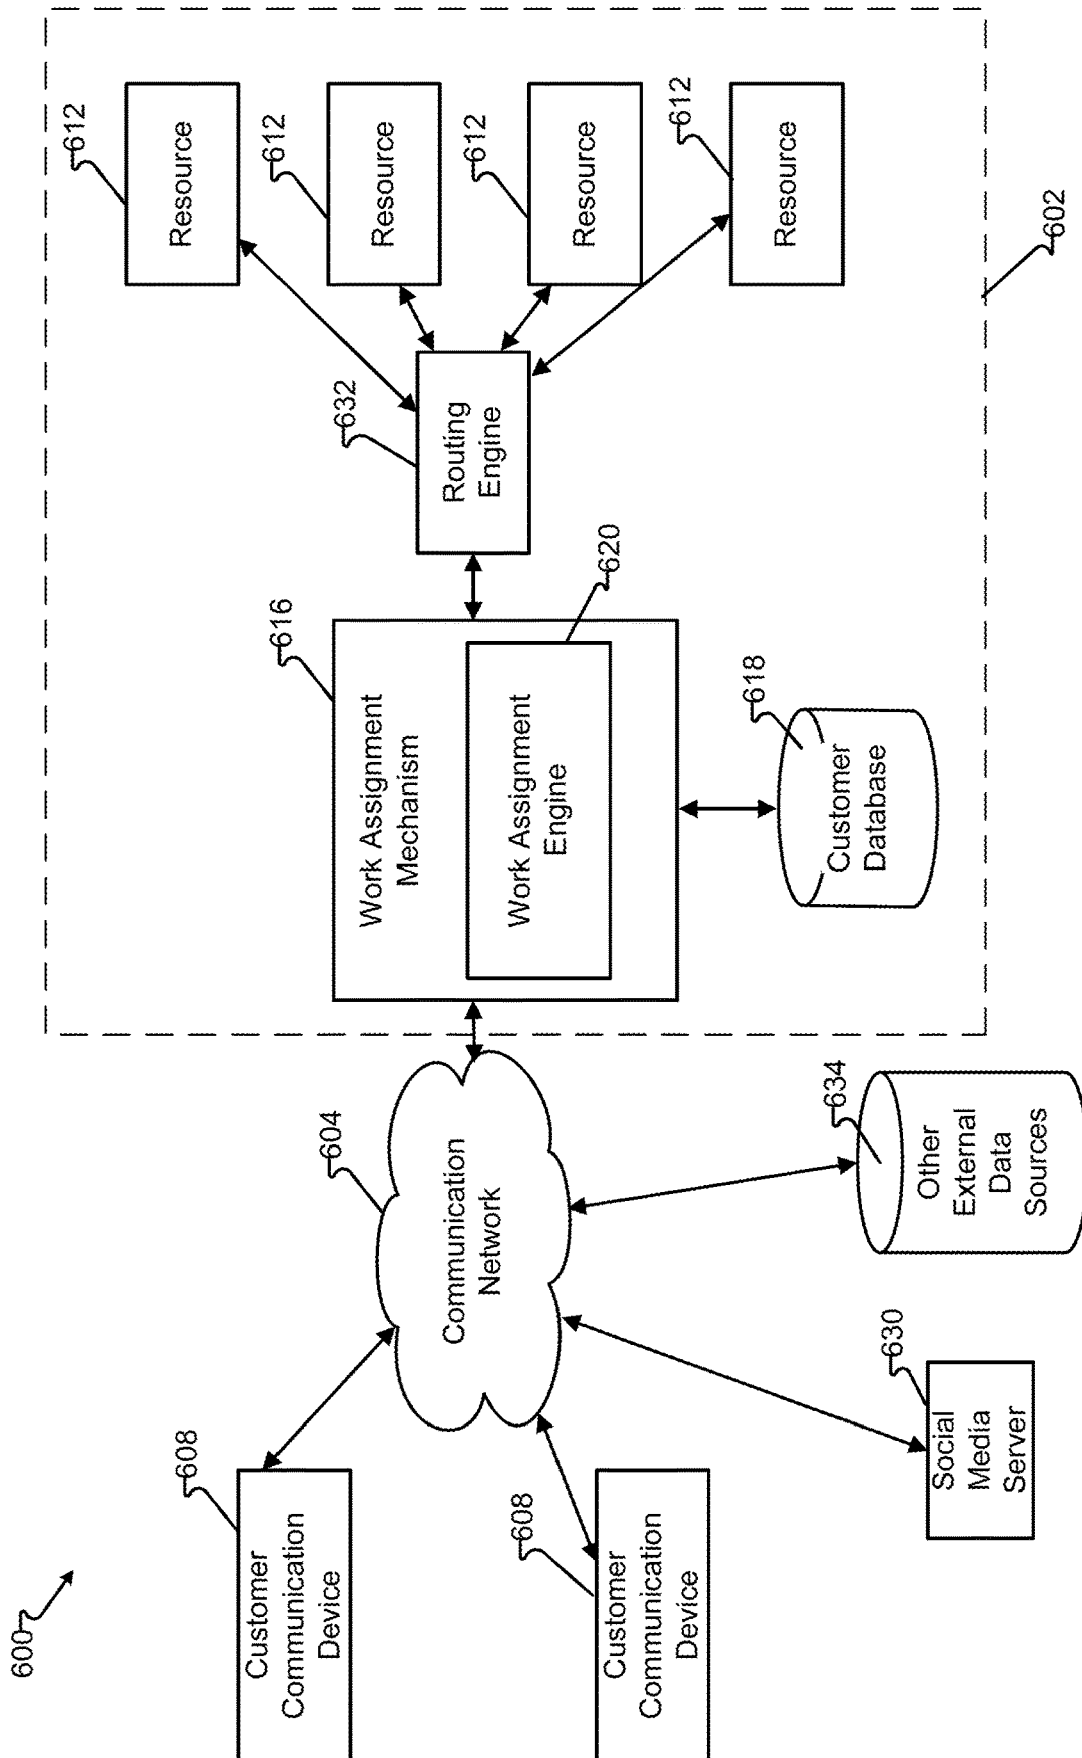 600
608
Customer
Communication
Device
608
Customer
Communication
Device
604
Communication
Network
630
Social
Media
Server
634
Other
External
Data
Sources
616
Work Assignment
Mechanism
620
Work Assignment
Engine
618
Customer
Database
632
Routing
Engine
612
Resource
612
Resource
612
Resource
612
Resource
602